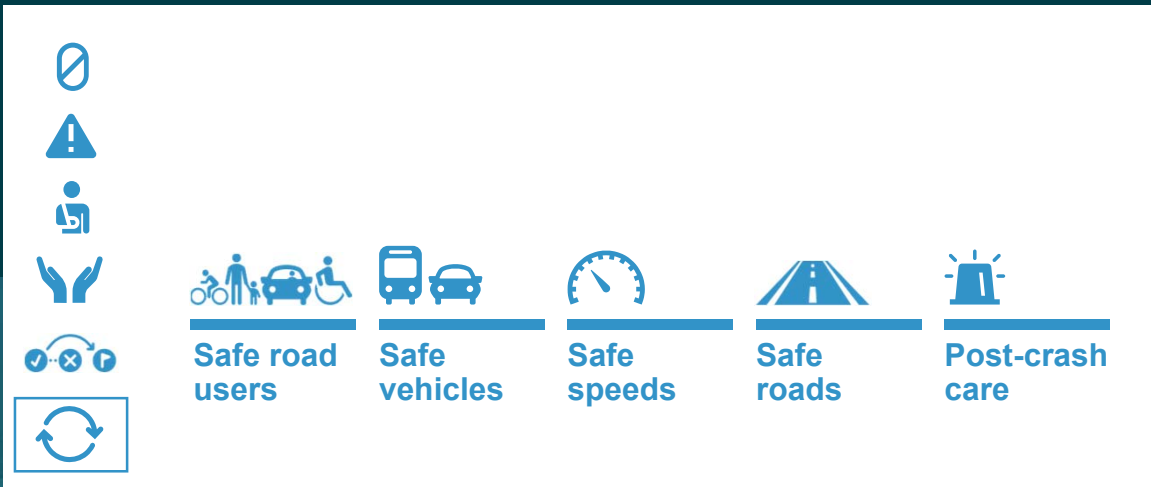 Safe road
users
Safe
vehicles
Safe
speeds
Safe
roads
Post-crash
care